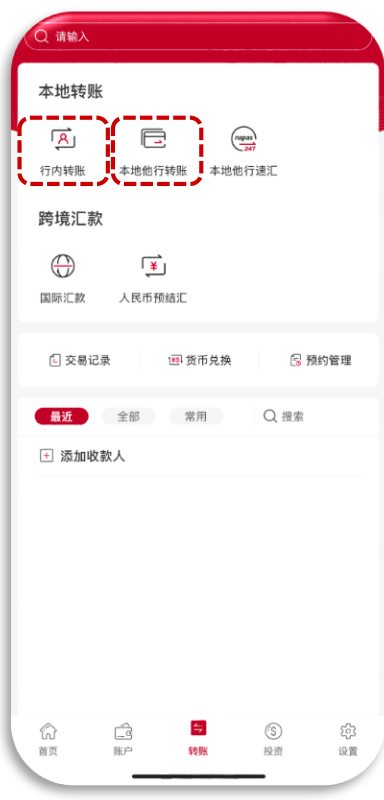 请输入
本地转账
napas
247
行内转账 本地他行转账 本地他行速汇
跨境汇款
¥
国际汇款 人民币预结汇
交易记录 货币兑换 预约管理
最近 全部 常用 搜索
添加收款人
首页 账户 转账 投资 设置